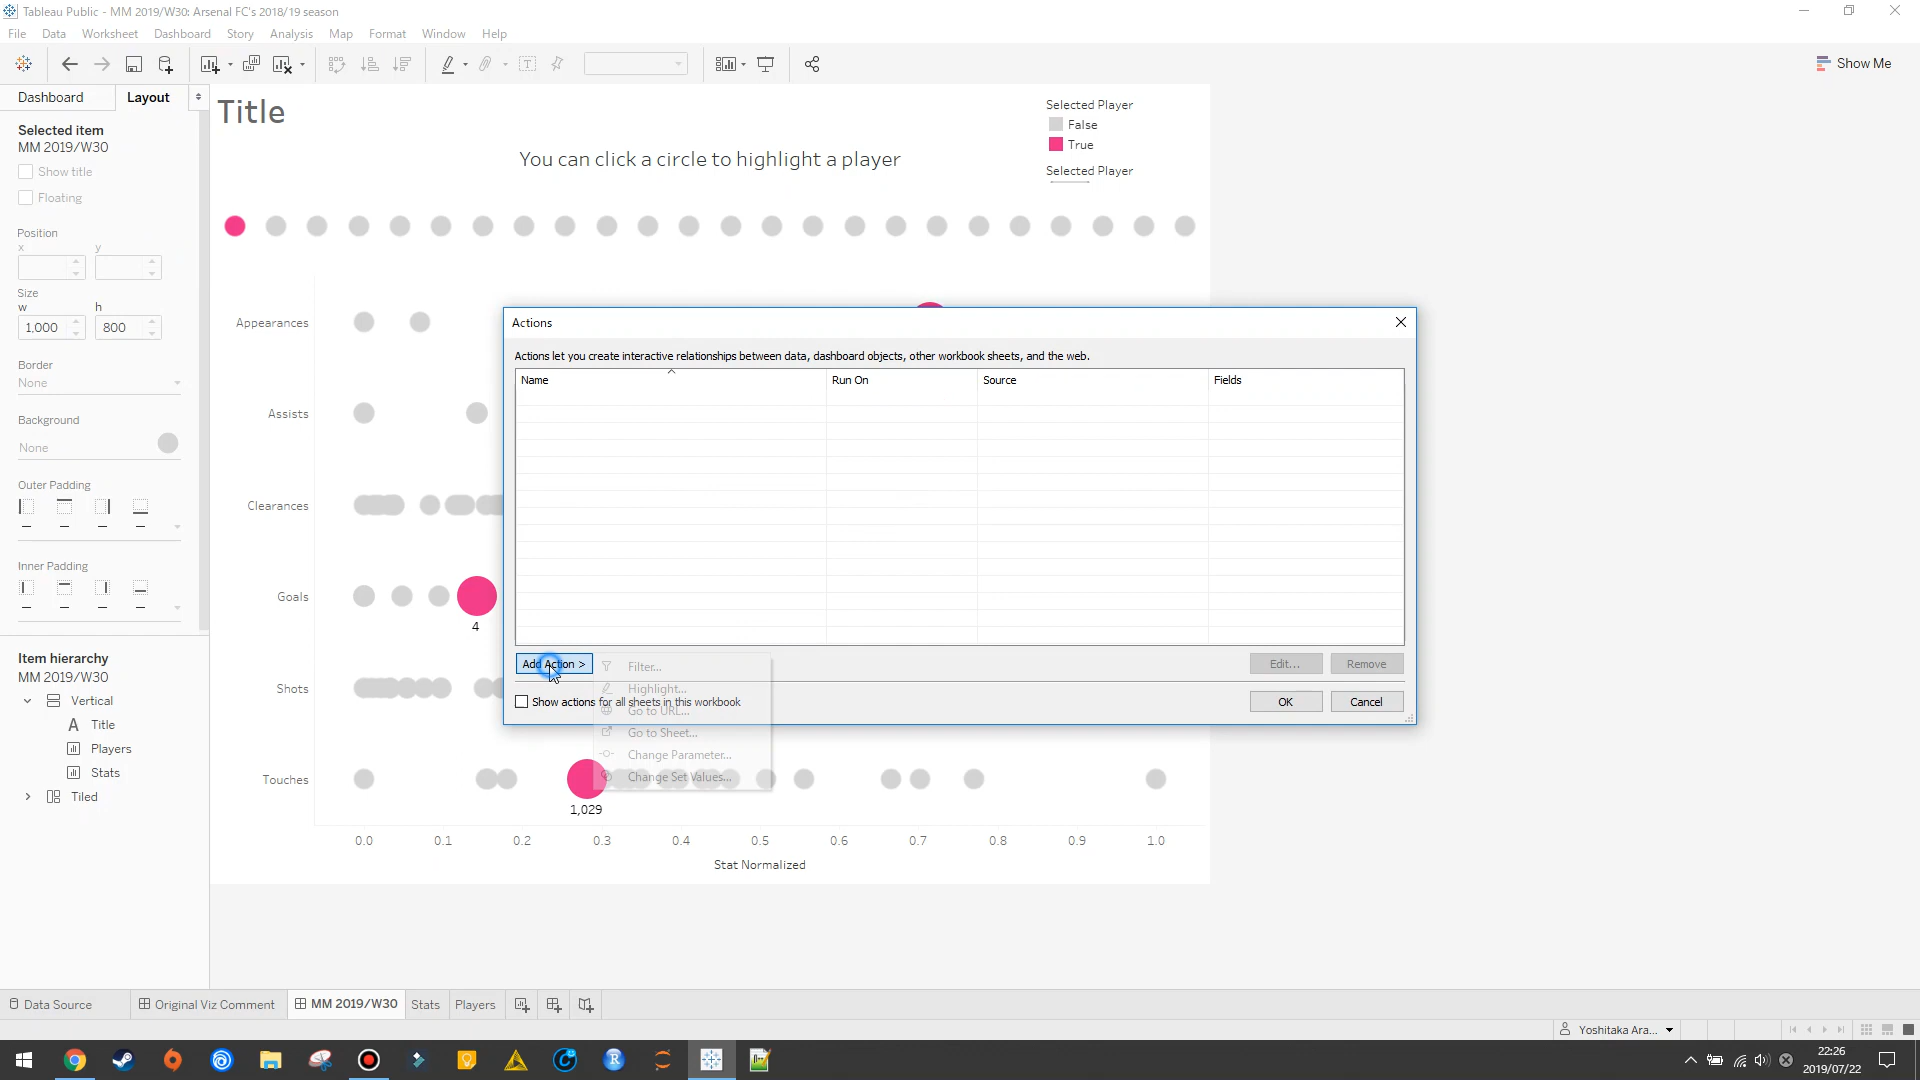 Tableau Public - MM 2019/W30: Arsenal FC's 2018/19 season
File Data Worksheet Dashboard Story Analysis Map Format Window Help
Show Me
Dashboard Layout
Selected item
MM 2019/W30
Show title
Floating
Position
x y
Size
w h
1,000 800
Border
None
Background
None
Outer Padding
Inner Padding
Item hierarchy
MM 2019/W30
Vertical
Title
Players
Stats
Tiled
Title
You can click a circle to highlight a player
Selected Player
False
True
Selected Player
Appearances
Assists
Clearances
Goals
4
Shots
Touches
1,029
0.0 0.1 0.2 0.3 0.4 0.5 0.6 0.7 0.8 0.9 1.0
Stat Normalized
Actions
Actions let you create interactive relationships between data, dashboard objects, other workbook sheets, and the web.
Name Run On Source Fields
Add Action >
Edit... Remove
Show actions for all sheets in this workbook
OK Cancel
Filter...
Highlight...
Go to URL...
Go to Sheet...
Change Parameter...
Change Set Values...
Data Source Original Viz Comment MM 2019/W30 Stats Players
Yoshitaka Ara...
22:26
2019/07/22